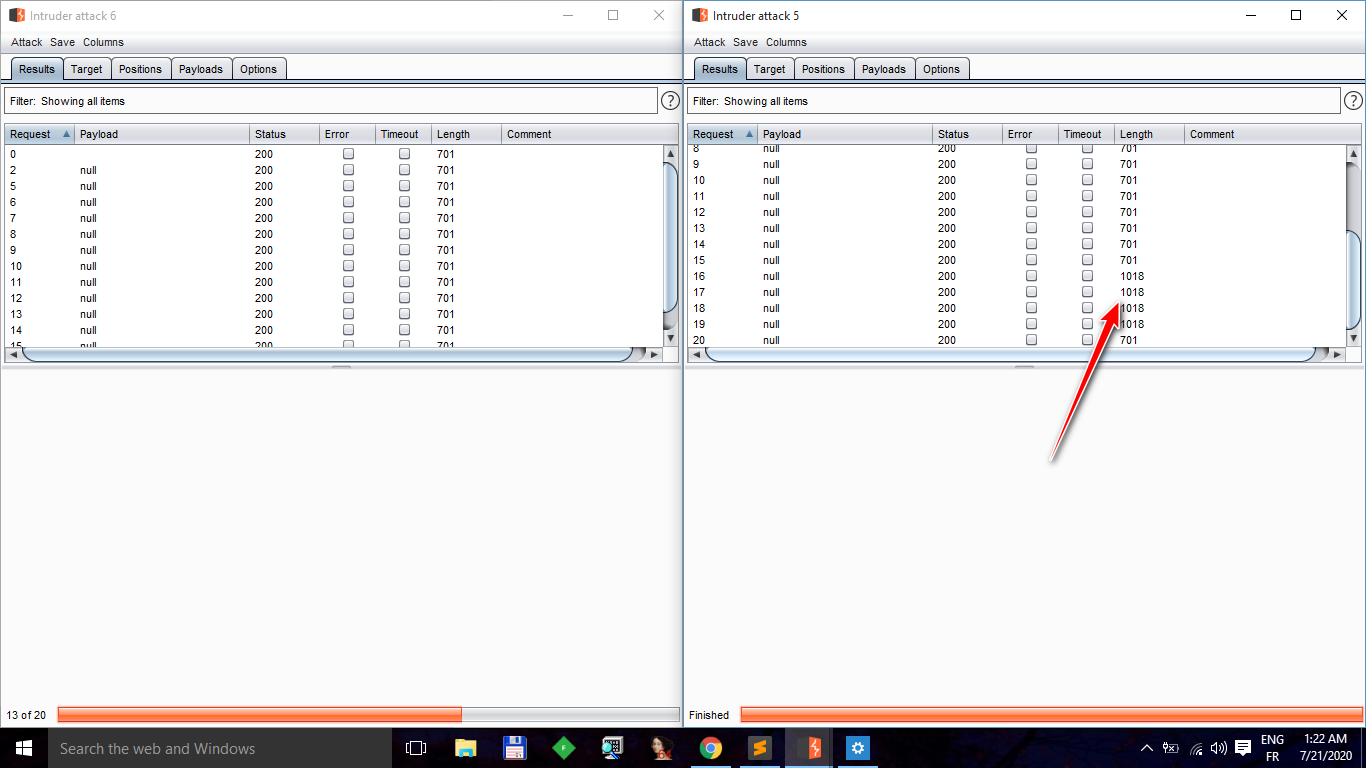 Intruder attack 6
Attack Save Columns
Results Target Positions Payloads Options
Filter: Showing all items ?
Request Payload Status Error Timeout Length Comment
0 200 701
2 null 200 701
5 null 200 701
6 null 200 701
7 null 200 701
8 null 200 701
9 null 200 701
10 null 200 701
11 null 200 701
12 null 200 701
13 null 200 701
14 null 200 701
15 null 200 701
13 of 20
Intruder attack 5
Attack Save Columns
Results Target Positions Payloads Options
Filter: Showing all items ?
Request Payload Status Error Timeout Length Comment
8 null 200 701
9 null 200 701
10 null 200 701
11 null 200 701
12 null 200 701
13 null 200 701
14 null 200 701
15 null 200 701
16 null 200 1018
17 null 200 1018
18 null 200 1018
19 null 200 1018
20 null 200 701
Finished
Search the web and Windows
ENG
FR
1:22 AM
7/21/2020